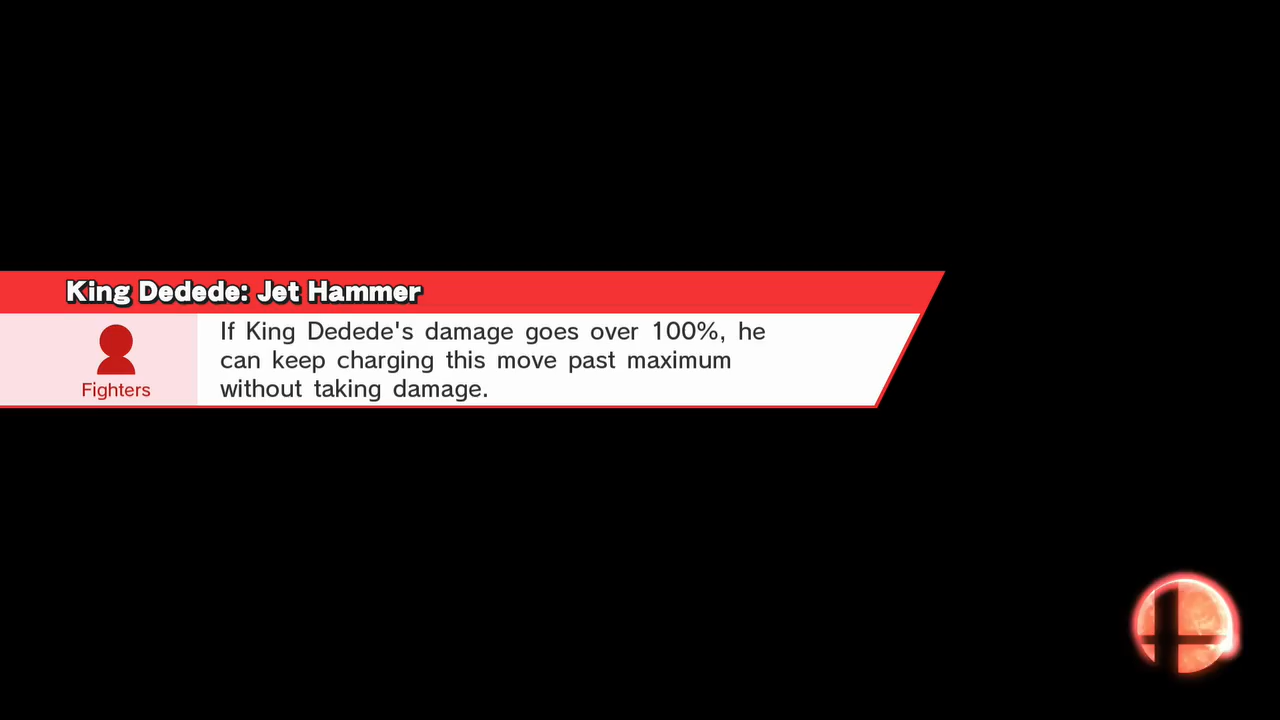 King Dedede: Jet Hammer
Fighters
If King Dedede's damage goes over 100%, he
can keep charging this move past maximum
without taking damage.